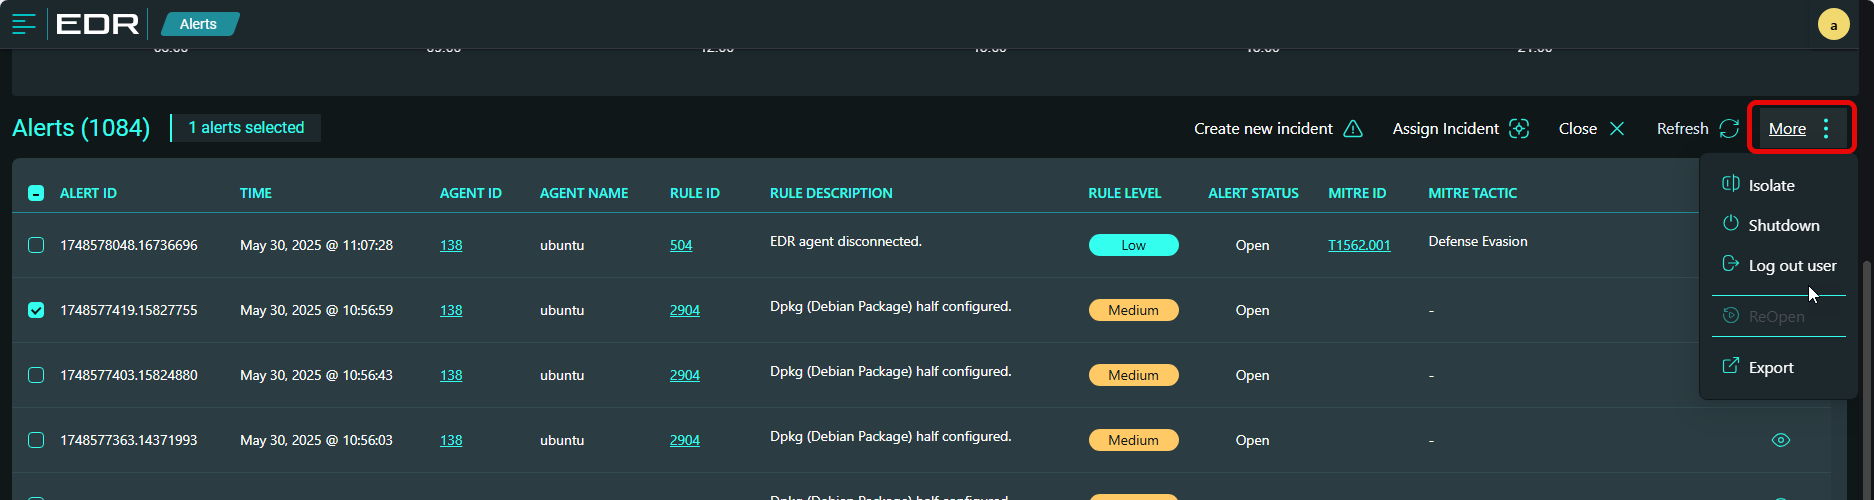 EDR Alerts a
Alerts (1084) 1 alerts selected Create new incident Assign Incident Close Refresh More
ALERT ID TIME AGENT ID AGENT NAME RULE ID RULE DESCRIPTION RULE LEVEL ALERT STATUS MITRE ID MITRE TACTIC
1748578048.16736696 May 30, 2025 @ 11:07:28 138 ubuntu 504 EDR agent disconnected. Low Open T1562.001 Defense Evasion
1748577419.15827755 May 30, 2025 @ 10:56:59 138 ubuntu 2904 Dpkg (Debian Package) half configured. Medium Open -
1748577403.15824880 May 30, 2025 @ 10:56:43 138 ubuntu 2904 Dpkg (Debian Package) half configured. Medium Open -
1748577363.14371993 May 30, 2025 @ 10:56:03 138 ubuntu 2904 Dpkg (Debian Package) half configured. Medium Open -
Dpkg (Debian Package) half configured. Medium
Isolate
Shutdown
Log out user
ReOpen
Export